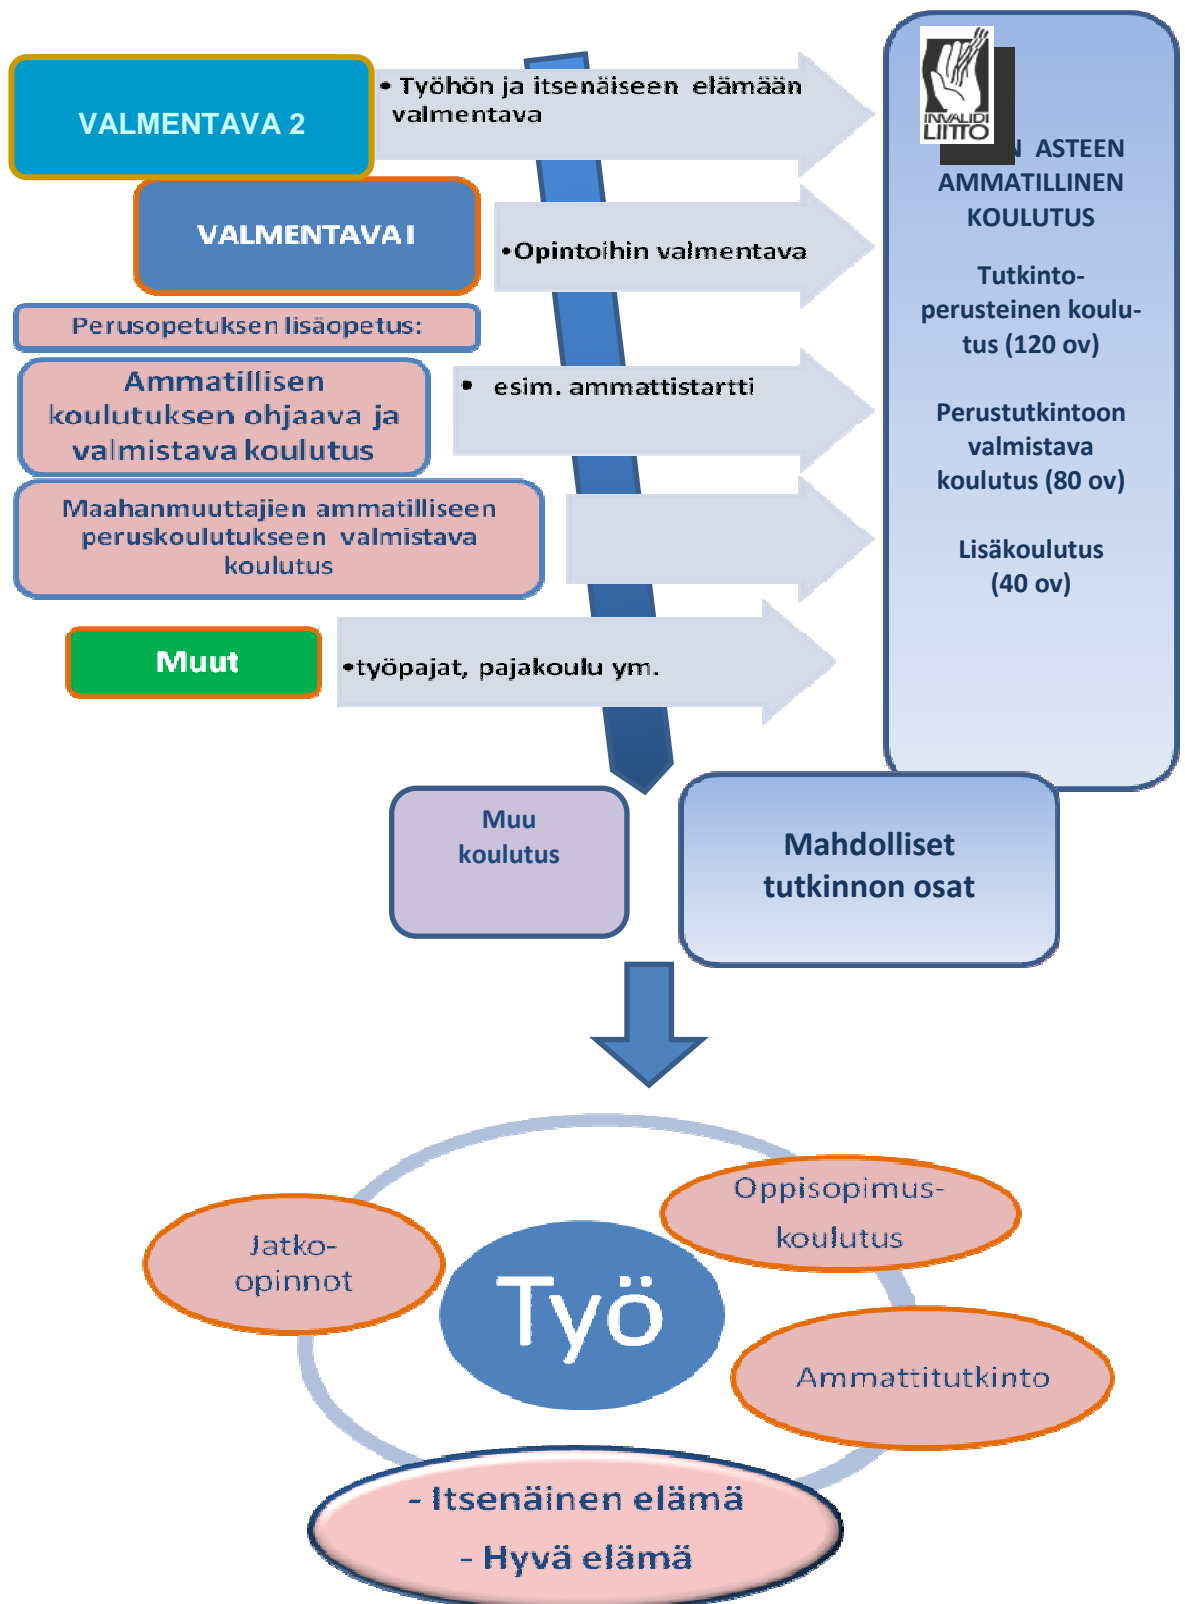 VALMENTAVA 2
• Työhön ja itsenäiseen elämään
valmentava
VALMENTAVA I
•Opintoihin valmentava
Perusopetuksen lisäopetus:
Ammatillisen
koulutuksen ohjaava ja
valmistava koulutus
• esim. ammattistartti
Maahanmuuttajien ammatilliseen
peruskoulutukseen valmistava
koulutus
Muut
•työpajat, pajakoulu ym.
INVALIDI
LIITTO
ASTEEN
AMMATILLINEN
KOULUTUS
Tutkinto-
perusteinen koulu-
tus (120 ov)
Perustutkintoon
valmistava
koulutus (80 ov)
Lisäkoulutus
(40 ov)
Muu
koulutus
Mahdolliset
tutkinnon osat
Jatko-
opinnot
Oppisopimus-
koulutus
Työ
Ammattitutkinto
- Itsenäinen elämä
- Hyvä elämä